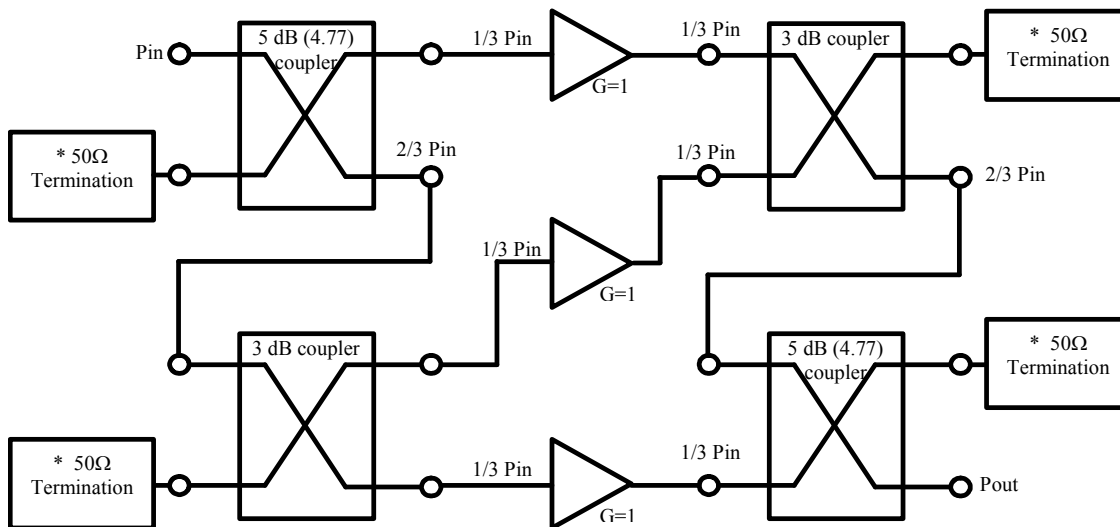 Pin
5 dB (4.77)
coupler
1/3 Pin
G=1
1/3 Pin
3 dB coupler
* 50Ω
Termination
* 50Ω
Termination
2/3 Pin
1/3 Pin
2/3 Pin
1/3 Pin
G=1
3 dB coupler
5 dB (4.77)
coupler
* 50Ω
Termination
* 50Ω
Termination
1/3 Pin
G=1
1/3 Pin
Pout